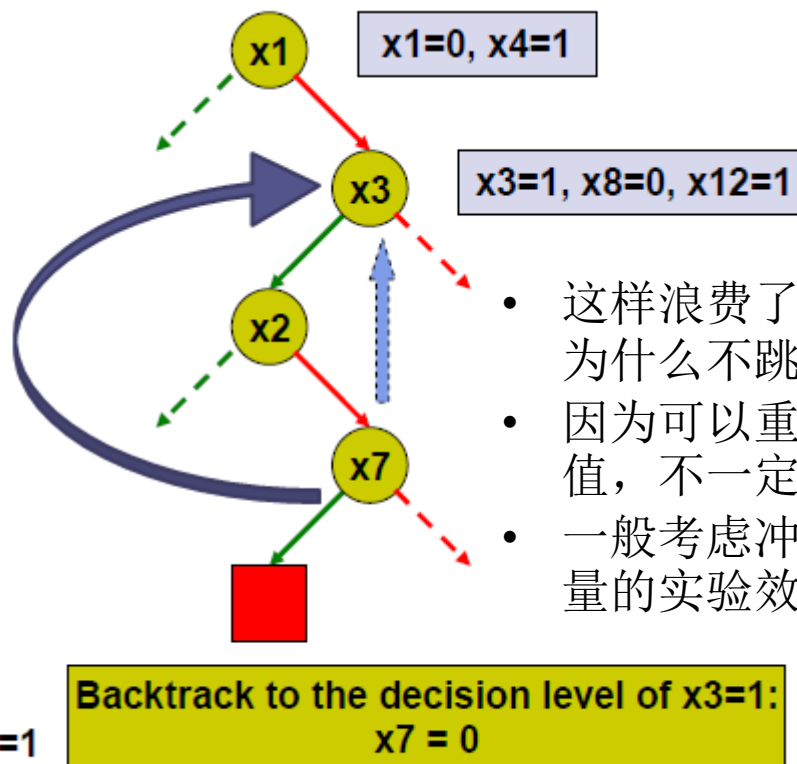 x1
x1=0, x4=1
x3
x3=1, x8=0, x12=1
• 这样浪费了
为什么不跳
x2
• 因为可以重
值，不一定
x7
• 一般考虑冲
量的实验效
Backtrack to the decision level of x3=1:
x7 = 0
=1